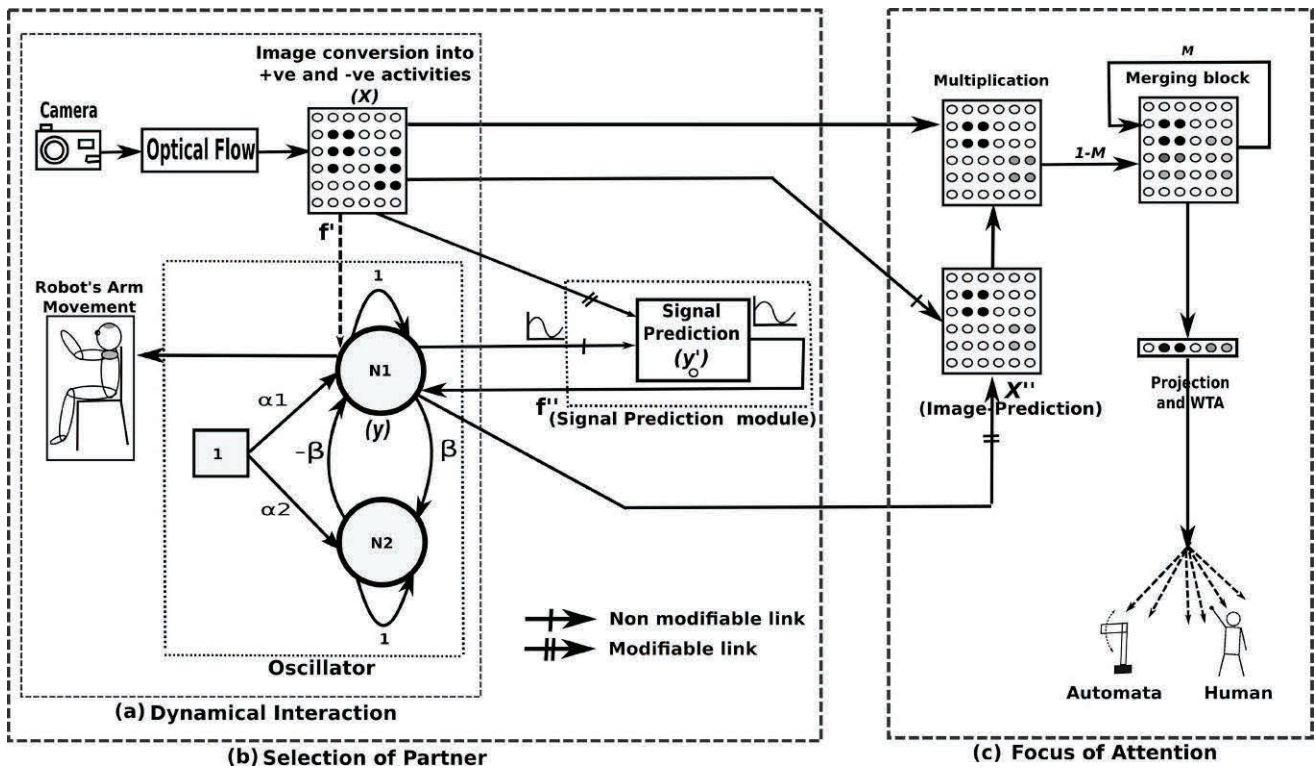 Image conversion into
+ve and -ve activities
(X)
Camera
Optical Flow
f'
Robot's Arm
Movement
1
N1
(y)
α1
1
-β
β
α2
N2
1
Oscillator
Signal
Prediction
(y')
f''
(Signal Prediction module)
Non modifiable link
Modifiable link
(a) Dynamical Interaction
(b) Selection of Partner
Multiplication
M
Merging block
1-M
X''
(Image-Prediction)
Projection
and WTA
Automata
Human
(c) Focus of Attention